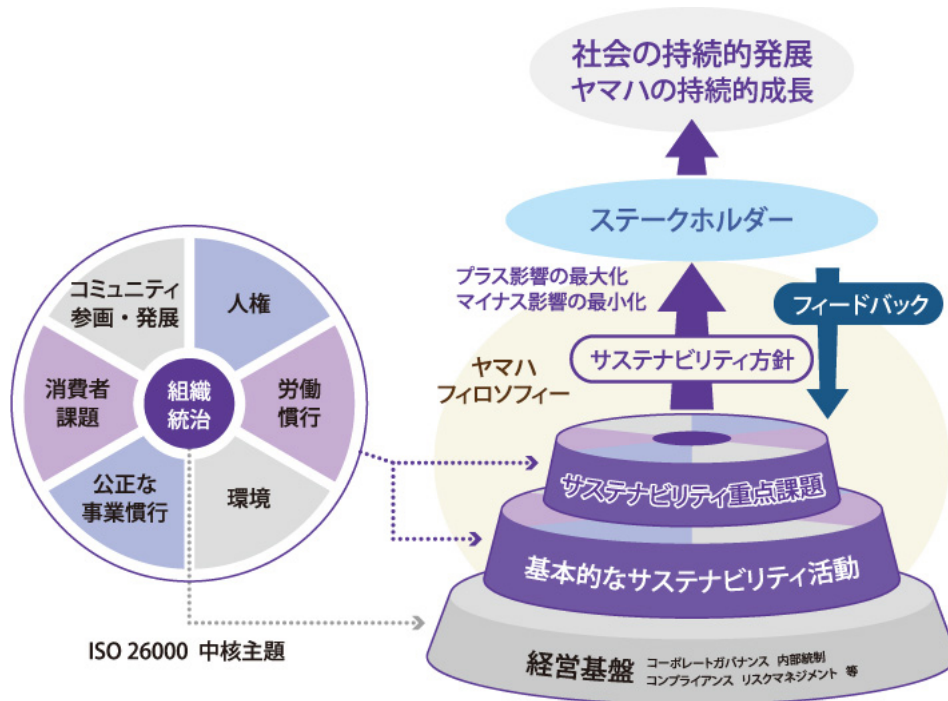 社会の持続的発展
ヤマハの持続的成長
ステークホルダー
プラス影響の最大化
マイナス影響の最小化
フィードバック
サステナビリティ方針
ヤマハ
フィロソフィー
サステナビリティ重点課題
基本的なサステナビリティ活動
経営基盤
コーポレートガバナンス 内部統制
コンプライアンス リスクマネジメント 等
コミュニティ
参画・発展
人権
消費者
課題
組織
統治
労働
慣行
公正な
事業慣行
環境
ISO 26000 中核主題